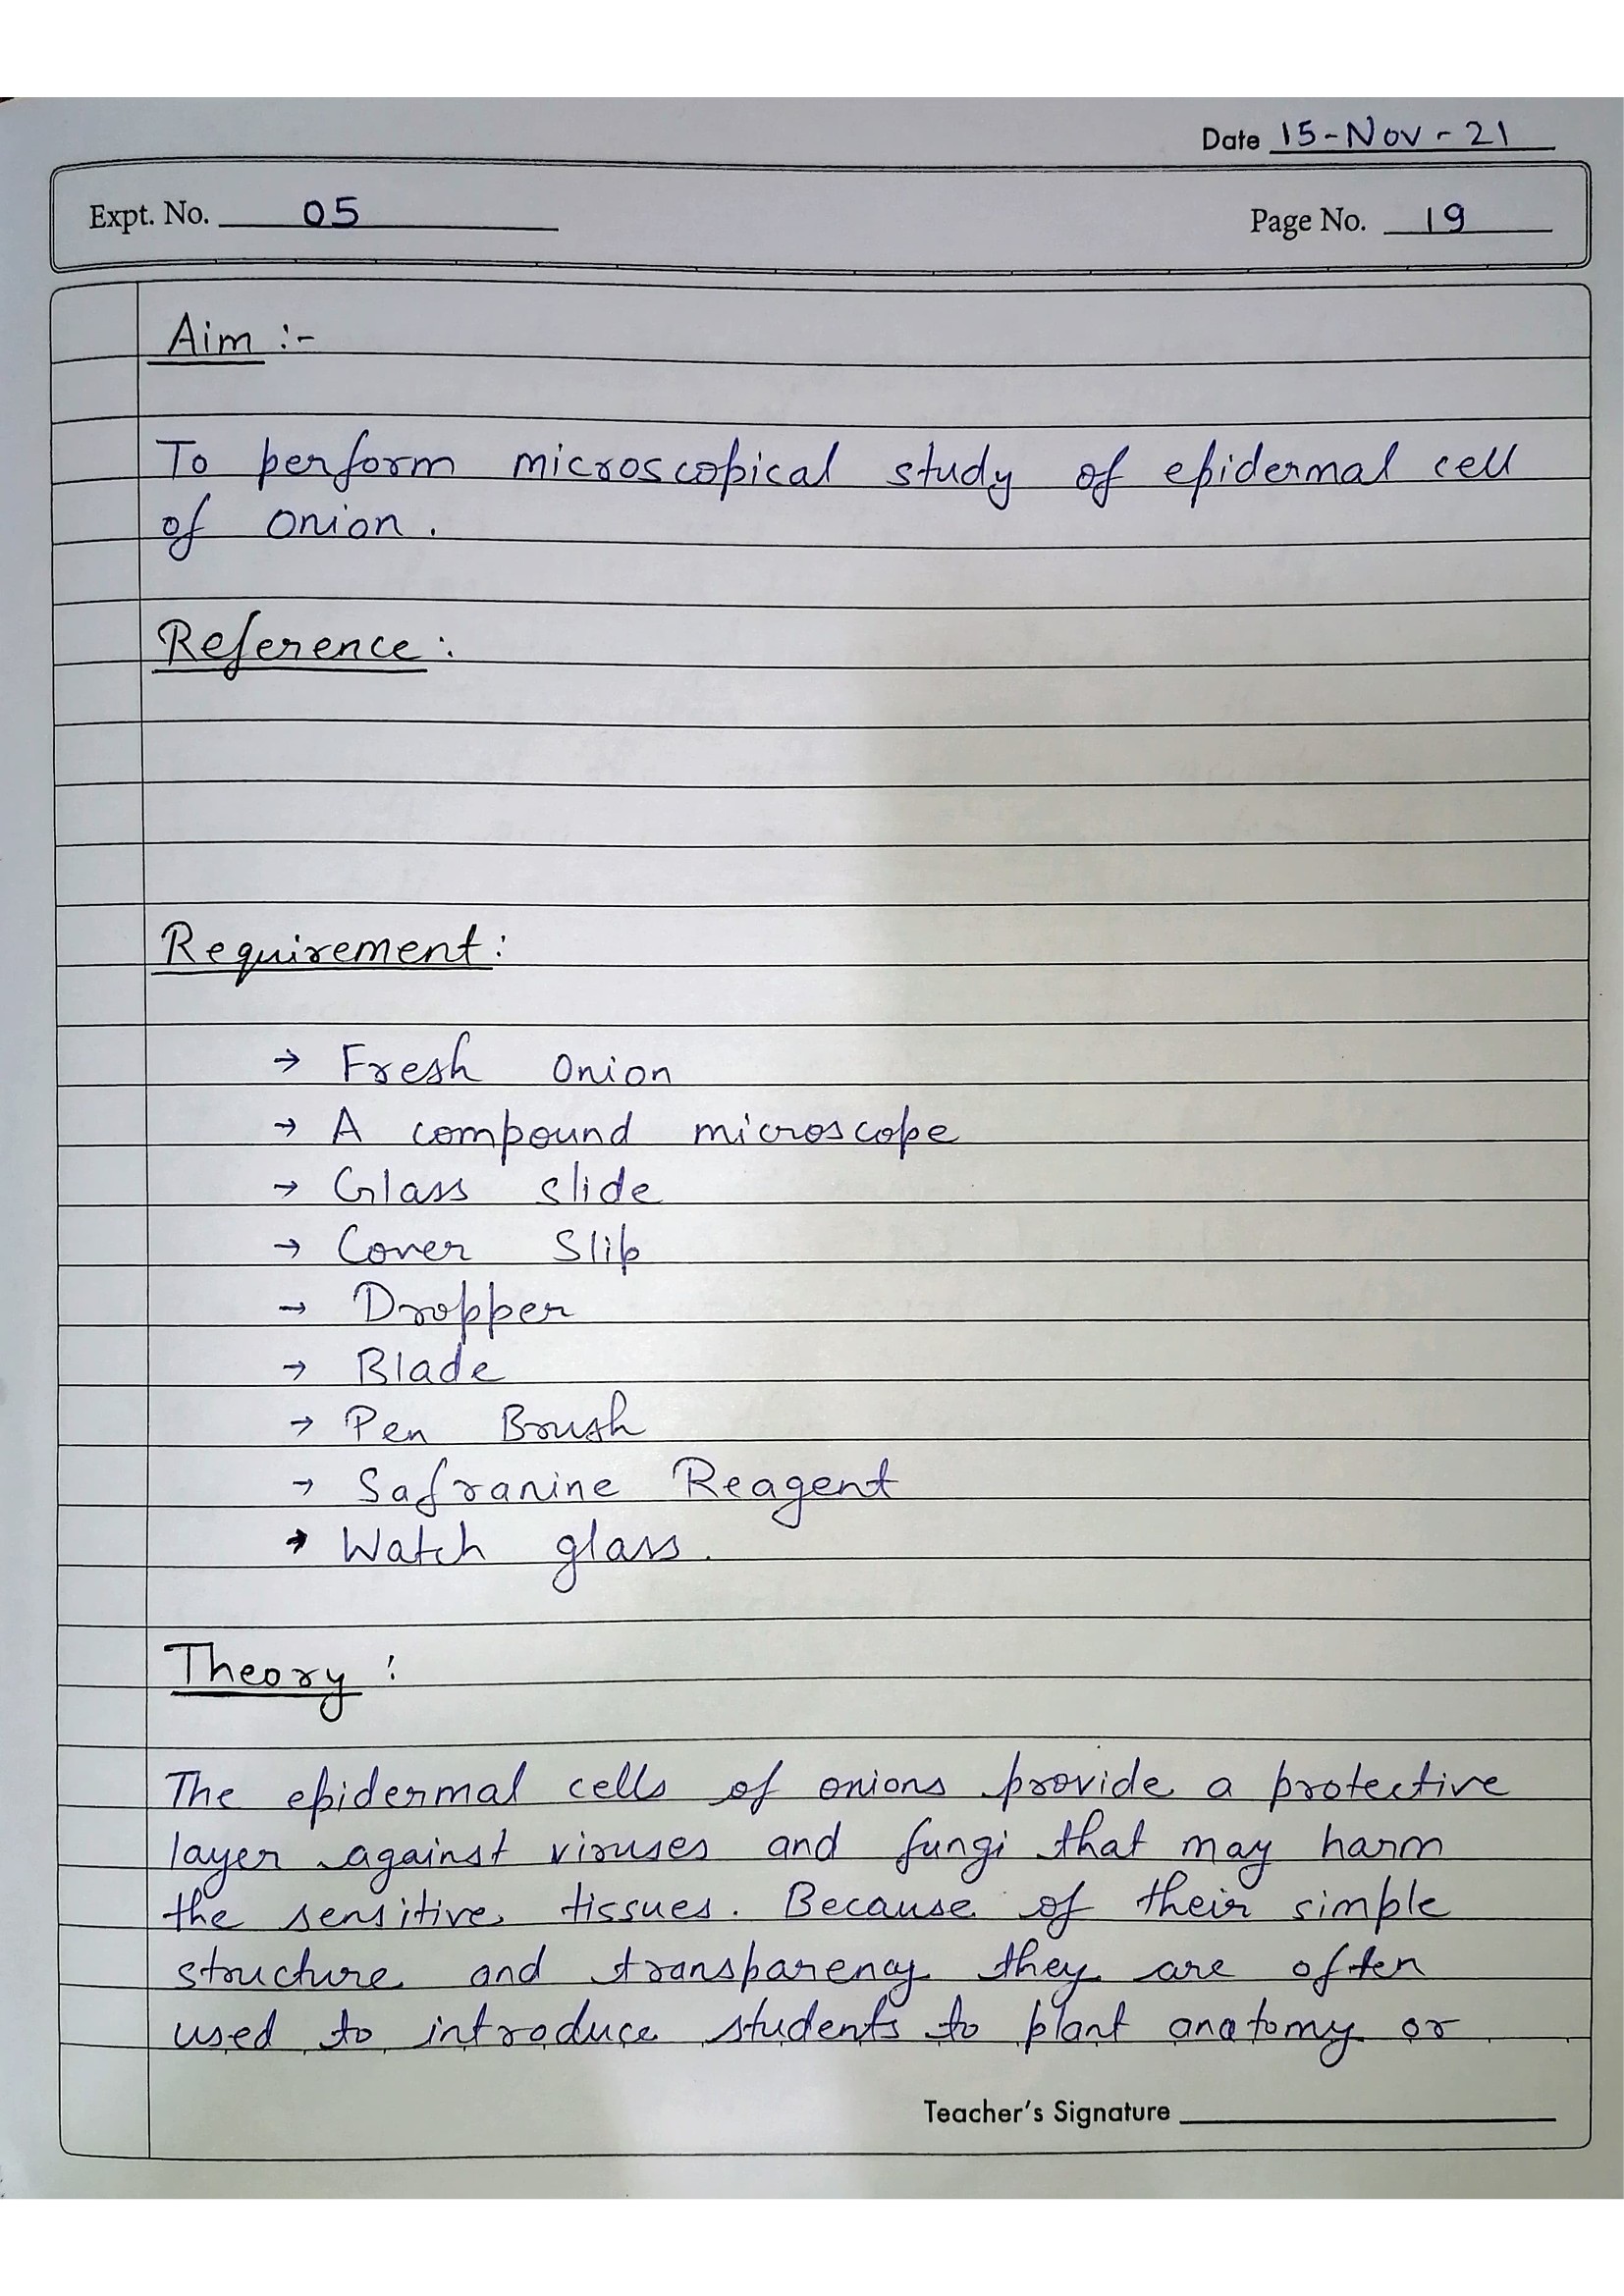 Date 15-Nov-21
Expt. No. 05
Page No. 19
Aim :-
To perform microscopical study of epidermal cell
of onion.
Reference :
Requirement :
→ Fresh Onion
→ A compound microscope
→ Glass slide
→ Cover Slip
→ Dropper
→ Blade
→ Pen Brush
→ Safranine Reagent
→ Watch glass.
Theory :
The epidermal cells of onions provide a protective
layer against viruses and fungi that may harm
the sensitive tissues. Because of their simple
structure and transparency they are often
used to introduce students to plant anatomy or
Teacher's Signature